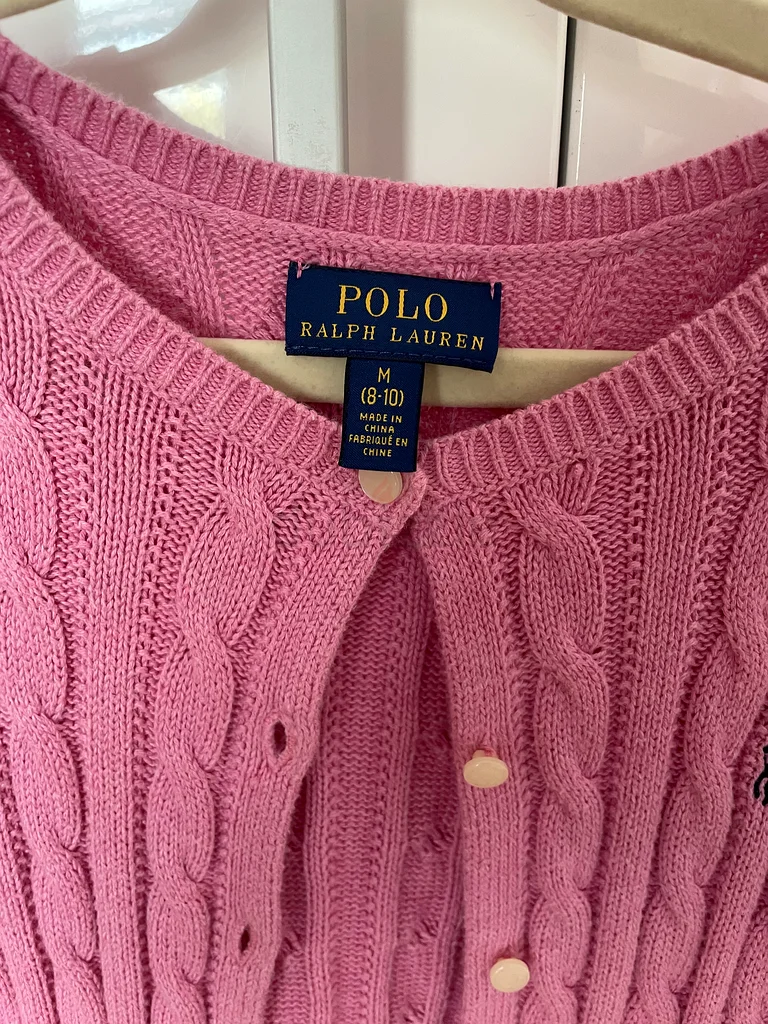 POLO
RALPH LAUREN
M
(8-10)
MADE IN
CHINA
FABRIQUÉ EN
CHINE